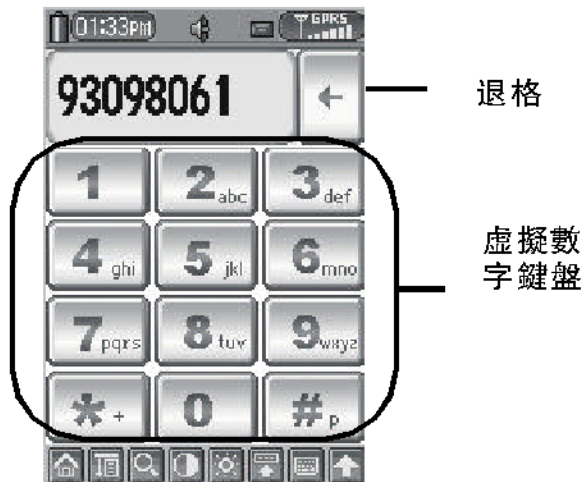 01:33PM GPRS
93098061 ←
退格
1 2abc 3def
4ghi 5jkl 6mno
虛擬數
字鍵盤
7pqrs 8tuv 9wxyz
*+ 0 #p